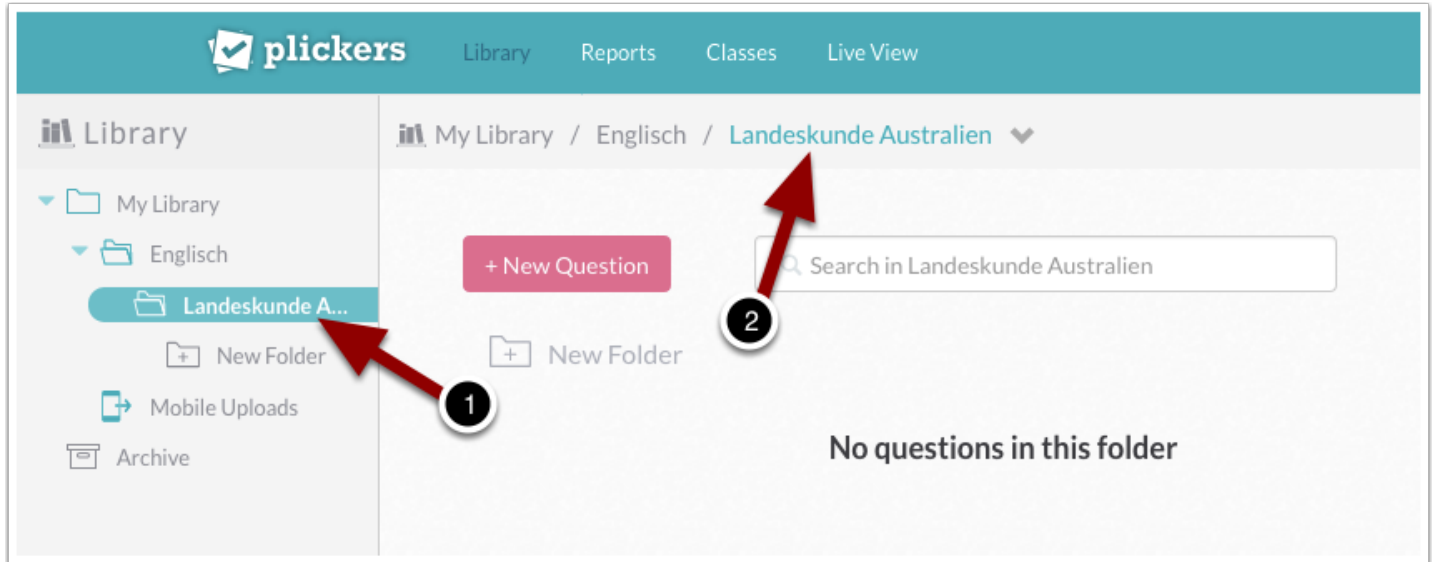 plickers Library Reports Classes Live View
Library
My Library / Englisch / Landeskunde Australien
My Library
Englisch
+ New Question
Search in Landeskunde Australien
Landeskunde A...
2
New Folder
New Folder
1
Mobile Uploads
No questions in this folder
Archive